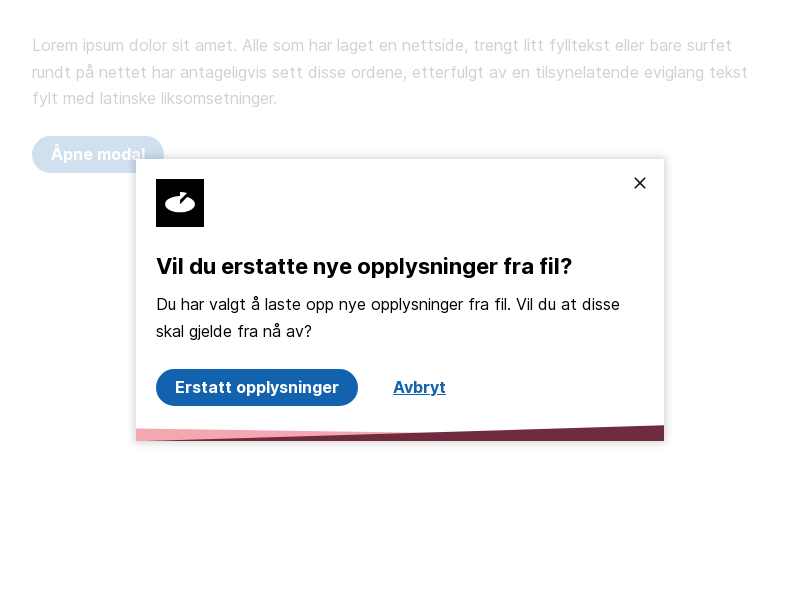 Lorem ipsum dolor sit amet. Alle som har laget en nettside, trengt litt fylltekst eller bare surfet
rundt på nettet har antageligvis sett disse ordene, etterfulgt av en tilsynelatende eviglang tekst
fylt med latinske liksomsetninger.
Åpne modal
Vil du erstatte nye opplysninger fra fil?
Du har valgt å laste opp nye opplysninger fra fil. Vil du at disse
skal gjelde fra nå av?
Erstatt opplysninger
Avbryt